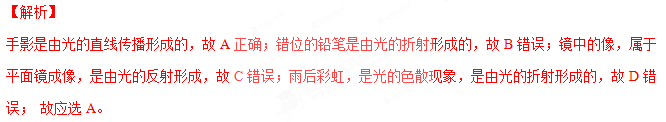 【解析】
手影是由光的直线传播形成的，故 A 正确；错位的铅笔是由光的折射形成的，故 B 错误；镜中的像，属于
平面镜成像，是由光的反射形成，故 C 错误；雨后彩虹，是光的色散现象，是由光的折射形成的，故 D 错
误； 故应选 A。